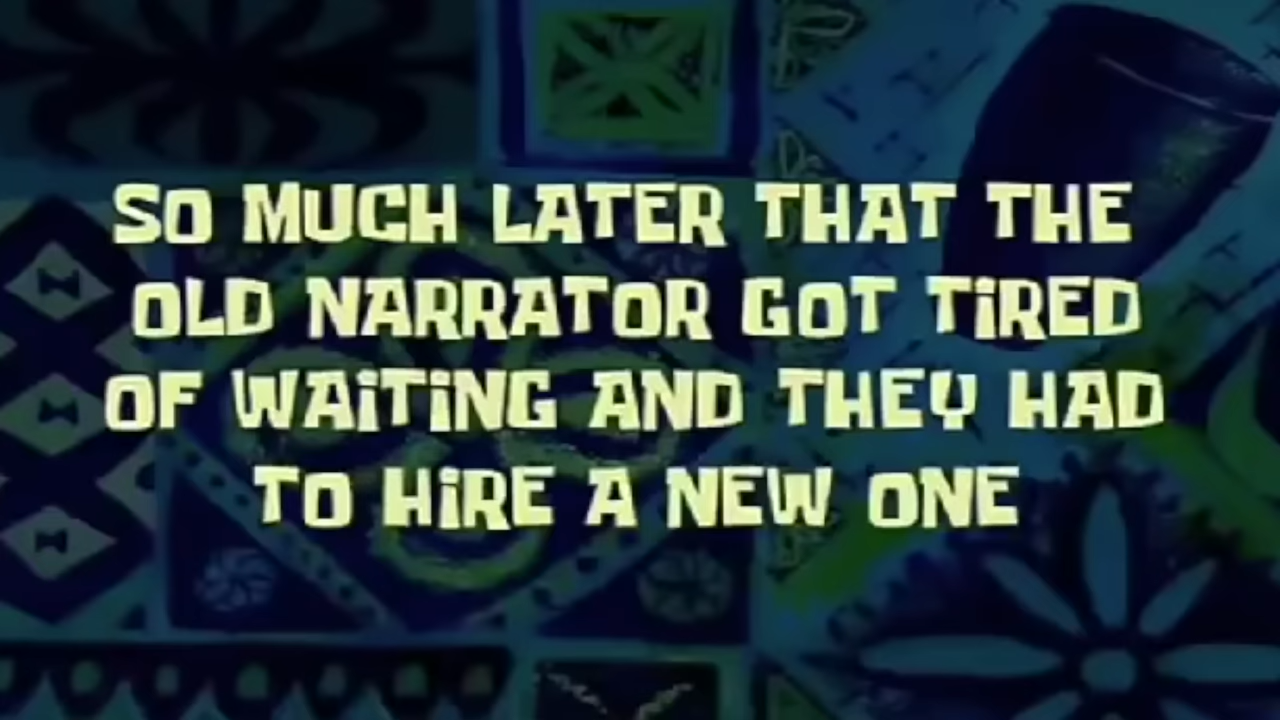 SO MUCH LATER THAT THE
OLD NARRATOR GOT TiRED
OF WAiTiNG AND THEY HAD
TO HiRE A NEW ONE